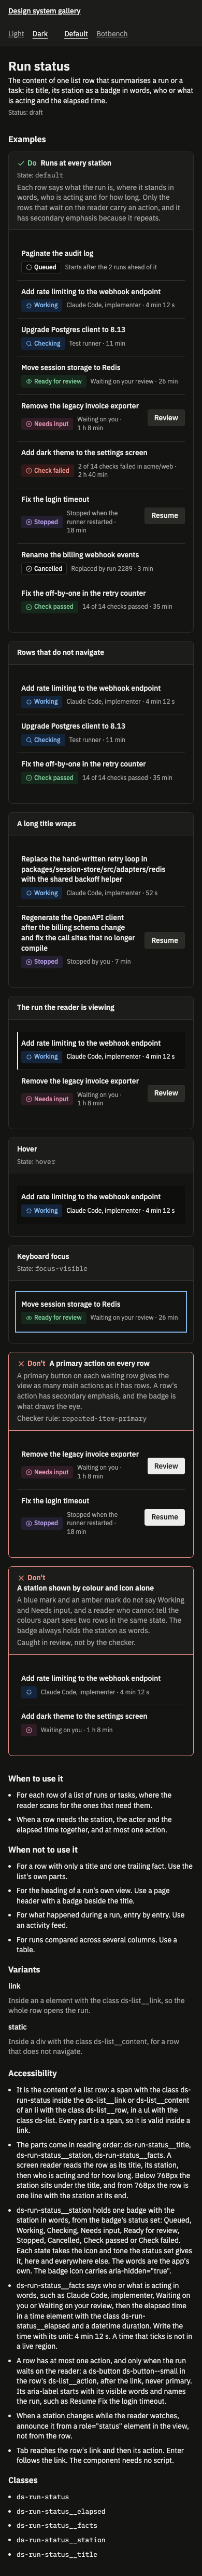 Design system gallery
Light Dark Default Botbench
Run status
The content of one list row that summarises a run or a
task: its title, its station as a badge in words, who or what
is acting and the elapsed time.
Status: draft
Examples
Do Runs at every station
State: default
Each row says what the run is, where it stands in
words, who is acting and for how long. Only the
rows that wait on the reader carry an action, and it
has secondary emphasis because it repeats.
Paginate the audit log
Queued Starts after the 2 runs ahead of it
Add rate limiting to the webhook endpoint
Working Claude Code, implementer · 4 min 12 s
Upgrade Postgres client to 8.13
Checking Test runner · 11 min
Move session storage to Redis
Ready for review Waiting on your review · 26 min
Remove the legacy invoice exporter
Needs input Waiting on you ·
1 h 8 min
Review
Add dark theme to the settings screen
Check failed 2 of 14 checks failed in acme/web ·
2 h 40 min
Fix the login timeout
Stopped Stopped when the
runner restarted ·
18 min
Resume
Rename the billing webhook events
Cancelled Replaced by run 2289 · 3 min
Fix the off-by-one in the retry counter
Check passed 14 of 14 checks passed · 35 min
Rows that do not navigate
Add rate limiting to the webhook endpoint
Working Claude Code, implementer · 4 min 12 s
Upgrade Postgres client to 8.13
Checking Test runner · 11 min
Fix the off-by-one in the retry counter
Check passed 14 of 14 checks passed · 35 min
A long title wraps
Replace the hand-written retry loop in
packages/session-store/src/adapters/redis
with the shared backoff helper
Working Claude Code, implementer · 52 s
Regenerate the OpenAPI client
after the billing schema change
and fix the call sites that no longer
compile
Stopped Stopped by you · 7 min
Resume
The run the reader is viewing
Add rate limiting to the webhook endpoint
Working Claude Code, implementer · 4 min 12 s
Remove the legacy invoice exporter
Needs input Waiting on you ·
1 h 8 min
Review
Hover
State: hover
Add rate limiting to the webhook endpoint
Working Claude Code, implementer · 4 min 12 s
Keyboard focus
State: focus-visible
Move session storage to Redis
Ready for review Waiting on your review · 26 min
Don't A primary action on every row
A primary button on each waiting row gives the
view as many main actions as it has rows. A row's
action has secondary emphasis, and the badge is
what draws the eye.
Checker rule: repeated-item-primary
Remove the legacy invoice exporter
Needs input Waiting on you ·
1 h 8 min
Review
Fix the login timeout
Stopped Stopped when the
runner restarted ·
18 min
Resume
Don't
A station shown by colour and icon alone
A blue mark and an amber mark do not say Working
and Needs input, and a reader who cannot tell the
colours apart sees two rows in the same state. The
badge always holds the station as words.
Caught in review, not by the checker.
Add rate limiting to the webhook endpoint
Claude Code, implementer · 4 min 12 s
Add dark theme to the settings screen
Waiting on you · 1 h 8 min
When to use it
• For each row of a list of runs or tasks, where the
reader scans for the ones that need them.
• When a row needs the station, the actor and the
elapsed time together, and at most one action.
When not to use it
• For a row with only a title and one trailing fact. Use the
list's own parts.
• For the heading of a run's own view. Use a page
header with a badge beside the title.
• For what happened during a run, entry by entry. Use
an activity feed.
• For runs compared across several columns. Use a
table.
Variants
link
Inside an a element with the class ds-list__link, so the
whole row opens the run.
static
Inside a div with the class ds-list__content, for a row
that does not navigate.
Accessibility
• It is the content of a list row: a span with the class ds-
run-status inside the ds-list__link or ds-list__content
of an li with the class ds-list__row, in a ul with the
class ds-list. Every part is a span, so it is valid inside a
link.
• The parts come in reading order: ds-run-status__title,
ds-run-status__station, ds-run-status__facts. A
screen reader reads the row as its title, its station,
then who is acting and for how long. Below 768px the
station sits under the title, and from 768px the row is
one line with the station at its end.
• ds-run-status__station holds one badge with the
station in words, from the badge's status set: Queued,
Working, Checking, Needs input, Ready for review,
Stopped, Cancelled, Check passed or Check failed.
Each state takes the icon and tone the status set gives
it, here and everywhere else. The words are the app's
own. The badge icon carries aria-hidden="true".
• ds-run-status__facts says who or what is acting in
words, such as Claude Code, implementer, Waiting on
you or Waiting on your review, then the elapsed time
in a time element with the class ds-run-
status__elapsed and a datetime duration. Write the
time with its unit: 4 min 12 s. A time that ticks is not in
a live region.
• A row has at most one action, and only when the run
waits on the reader: a ds-button ds-button--small in
the row's ds-list__action, after the link, never primary.
Its aria-label starts with its visible words and names
the run, such as Resume Fix the login timeout.
• When a station changes while the reader watches,
announce it from a role="status" element in the view,
not from the row.
• Tab reaches the row's link and then its action. Enter
follows the link. The component needs no script.
Classes
• ds-run-status
• ds-run-status__elapsed
• ds-run-status__facts
• ds-run-status__station
• ds-run-status__title